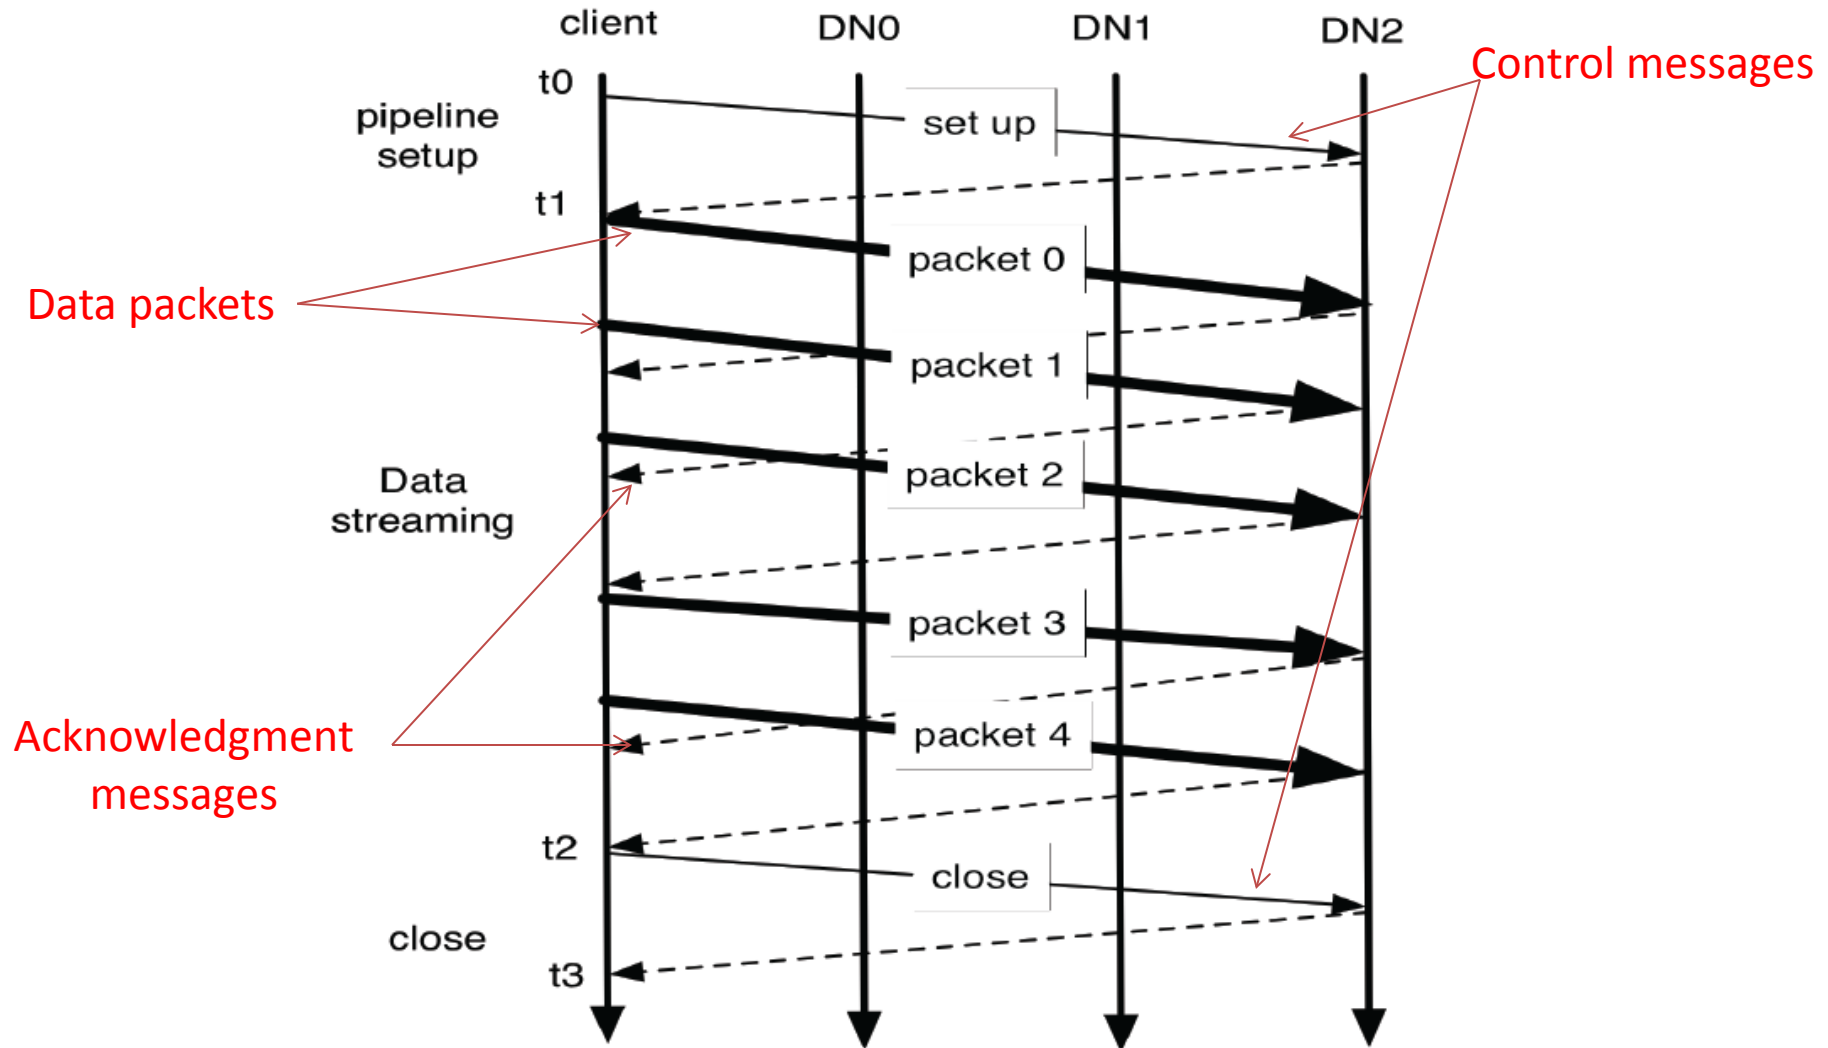 client
DN0
DN1
DN2
Control messages
t0
pipeline
setup
set up
t1
packet 0
Data packets
packet 1
Data
streaming
packet 2
packet 3
Acknowledgment
messages
packet 4
t2
close
close
t3